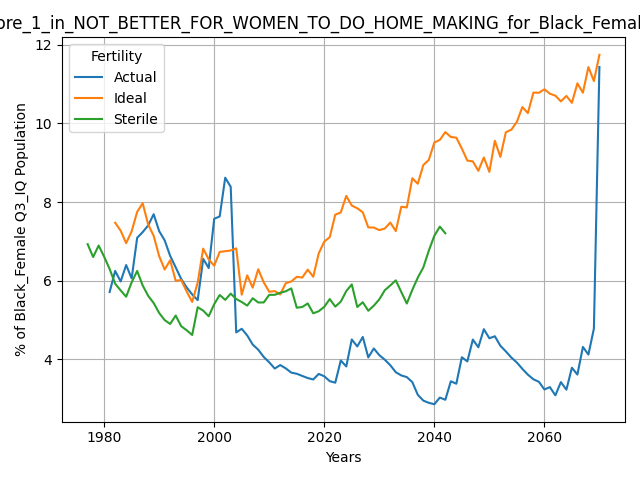 ore_1_in_NOT_BETTER_FOR_WOMEN_TO_DO_HOME_MAKING_for_Black_Femal
Fertility
Actual
Ideal
Sterile
% of Black_Female Q3_IQ Population
12
10
8
6
4
1980
2000
2020
2040
2060
Years